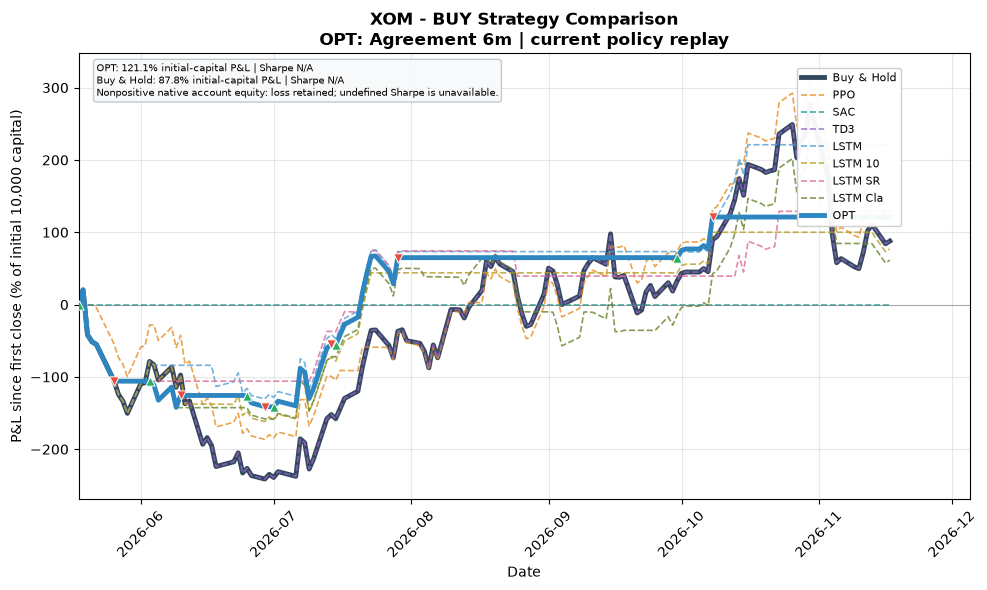 XOM - BUY Strategy Comparison
OPT: Agreement 6m | current policy replay
OPT: 121.1% initial-capital P&L | Sharpe N/A
Buy & Hold: 87.8% initial-capital P&L | Sharpe N/A
Nonpositive native account equity: loss retained; undefined Sharpe is unavailable.
Buy & Hold
PPO
SAC
TD3
LSTM
LSTM 10
LSTM SR
LSTM Cla
OPT
P&L since first close (% of initial 10,000 capital)
300
200
100
0
−100
−200
2026-06
2026-07
2026-08
2026-09
2026-10
2026-11
2026-12
Date